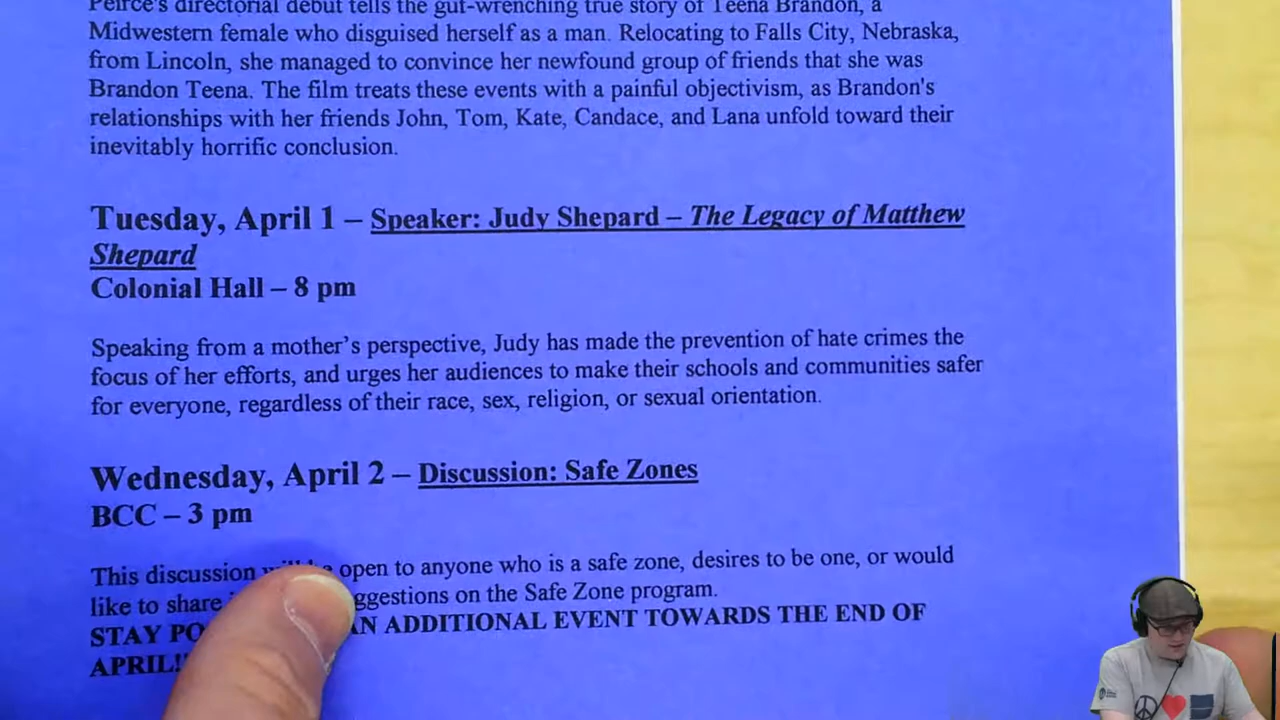 Peirce's directorial debut tells the gut-wrenching true story of Teena Brandon, a
Midwestern female who disguised herself as a man. Relocating to Falls City, Nebraska,
from Lincoln, she managed to convince her newfound group of friends that she was
Brandon Teena. The film treats these events with a painful objectivism, as Brandon's
relationships with her friends John, Tom, Kate, Candace, and Lana unfold toward their
inevitably horrific conclusion.
Tuesday, April 1 – Speaker: Judy Shepard – The Legacy of Matthew
Shepard
Colonial Hall – 8 pm
Speaking from a mother's perspective, Judy has made the prevention of hate crimes the
focus of her efforts, and urges her audiences to make their schools and communities safer
for everyone, regardless of their race, sex, religion, or sexual orientation.
Wednesday, April 2 – Discussion: Safe Zones
BCC – 3 pm
This discussion will be open to anyone who is a safe zone, desires to be one, or would
like to share on the Safe Zone program.
STAY ADDITIONAL EVENT TOWARDS THE END OF
APRIL!